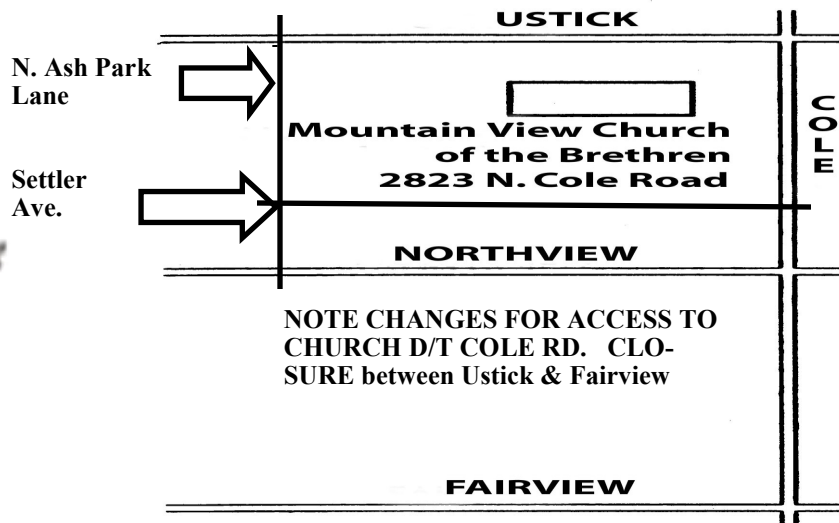 USTICK
N. Ash Park
Lane
COLE
Mountain View Church
of the Brethren
2823 N. Cole Road
Settler
Ave.
NORTHVIEW
NOTE CHANGES FOR ACCESS TO
CHURCH D/T COLE RD. CLO-
SURE between Ustick & Fairview
FAIRVIEW